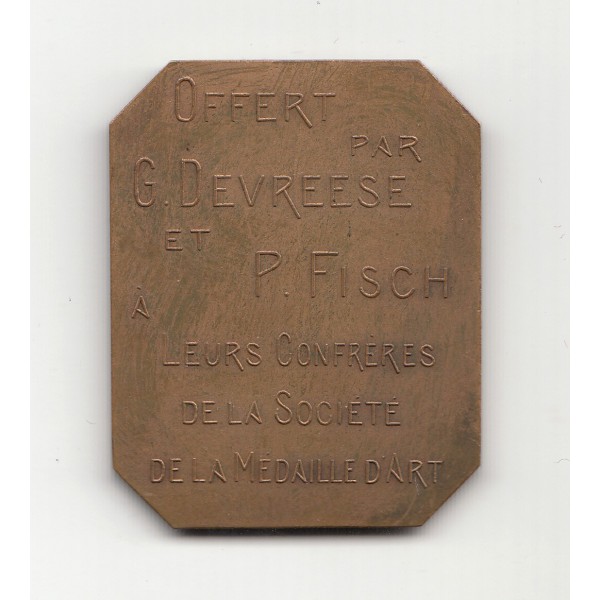 OFFERT
PAR
G. DEVREESE
ET
P. FISCH
À
LEURS CONFRÈRES
DE LA SOCIÉTÉ
DE LA MÉDAILLE D'ART